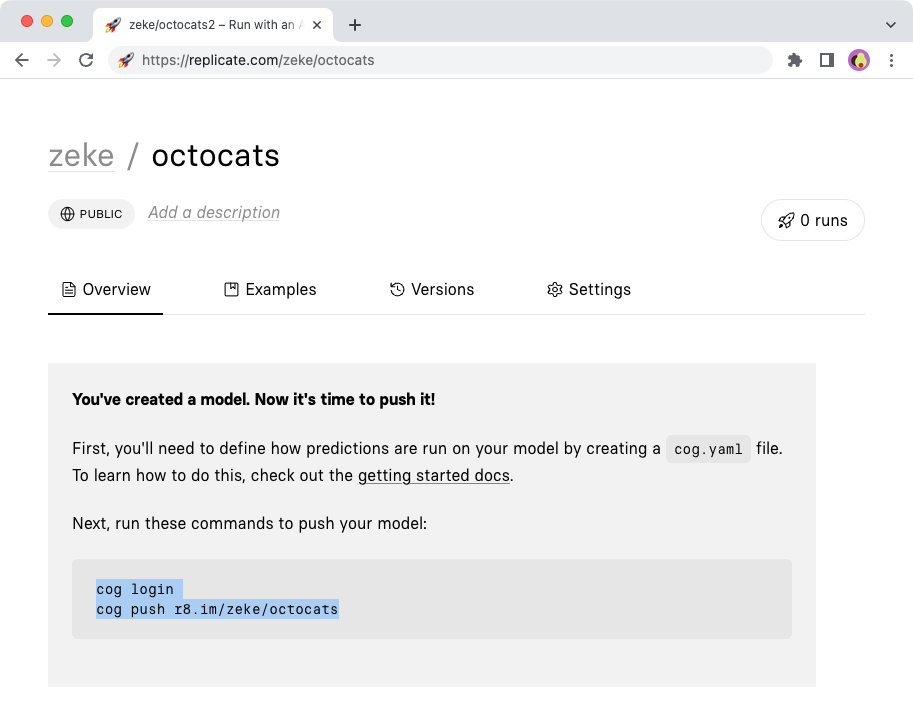 zeke/octocats2 – Run with an
https://replicate.com/zeke/octocats
zeke / octocats
PUBLIC
Add a description
0 runs
Overview
Examples
Versions
Settings
You've created a model. Now it's time to push it!
First, you'll need to define how predictions are run on your model by creating a cog.yaml file.
To learn how to do this, check out the getting started docs.
Next, run these commands to push your model:
cog login
cog push r8.im/zeke/octocats